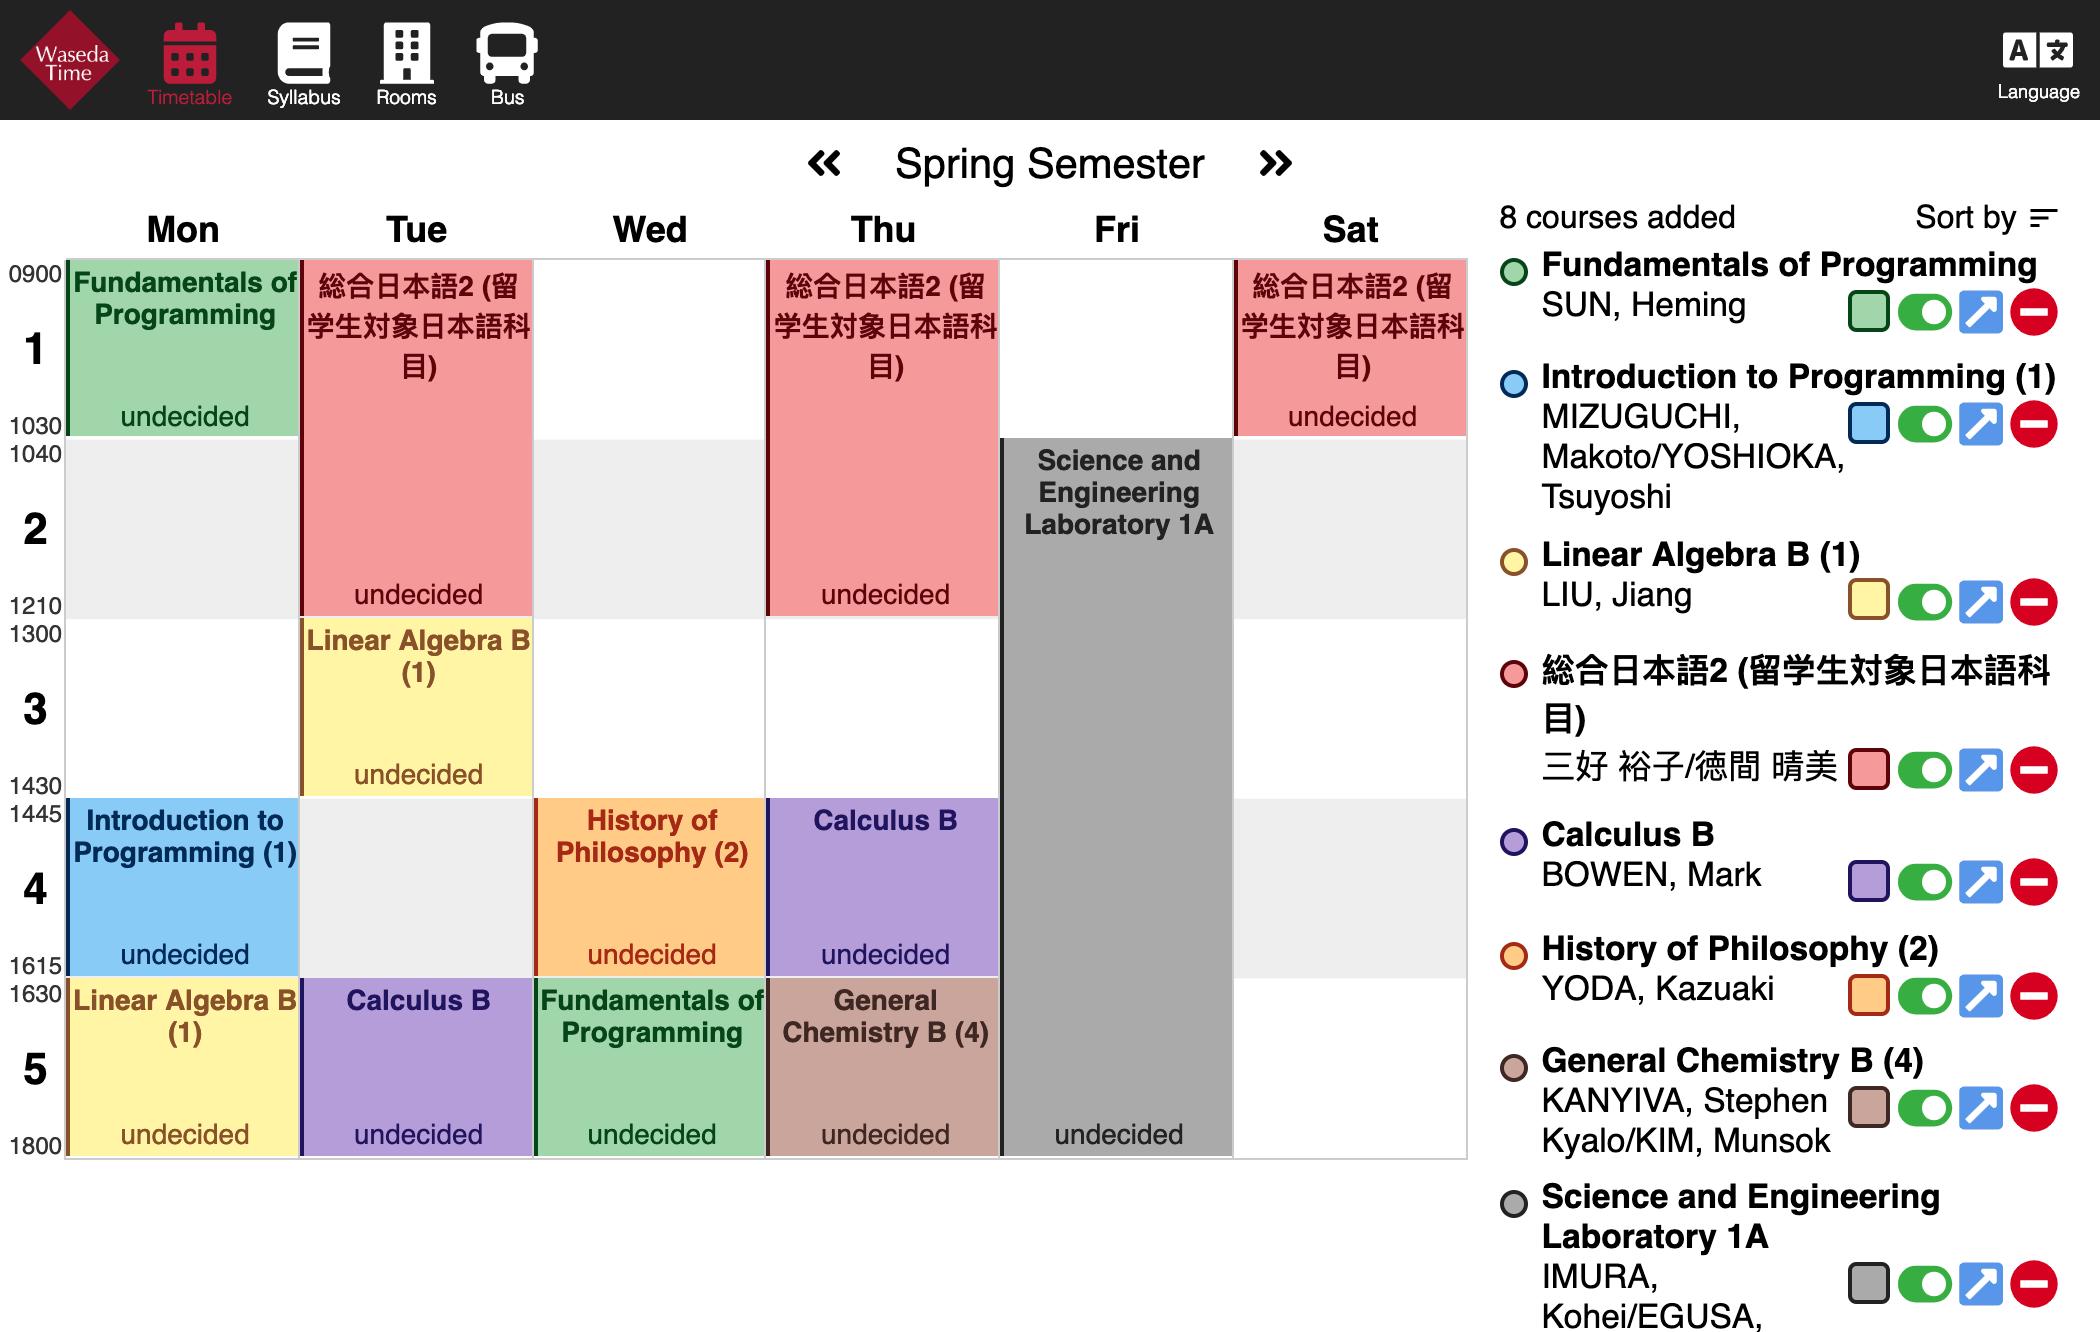 Waseda
Time
Timetable
Syllabus
Rooms
Bus
A 文
Language
Spring Semester
Mon
Tue
Wed
Thu
Fri
Sat
0900
1
1030
1040
2
1210
1300
3
1430
1445
4
1615
1630
5
1800
Fundamentals of
Programming
undecided
Introduction to
Programming (1)
undecided
Linear Algebra B
(1)
undecided
総合日本語2 (留
学生対象日本語科
目)
undecided
Linear Algebra B
(1)
undecided
Calculus B
undecided
History of
Philosophy (2)
undecided
Fundamentals of
Programming
undecided
総合日本語2 (留
学生対象日本語科
目)
undecided
Calculus B
undecided
General
Chemistry B (4)
undecided
Science and
Engineering
Laboratory 1A
undecided
総合日本語2 (留
学生対象日本語科
目)
undecided
8 courses added
Sort by
Fundamentals of Programming
SUN, Heming
Introduction to Programming (1)
MIZUGUCHI,
Makoto/YOSHIOKA,
Tsuyoshi
Linear Algebra B (1)
LIU, Jiang
総合日本語2 (留学生対象日本語科
目)
三好 裕子/徳間 晴美
Calculus B
BOWEN, Mark
History of Philosophy (2)
YODA, Kazuaki
General Chemistry B (4)
KANYIVA, Stephen
Kyalo/KIM, Munsok
Science and Engineering
Laboratory 1A
IMURA,
Kohei/EGUSA,